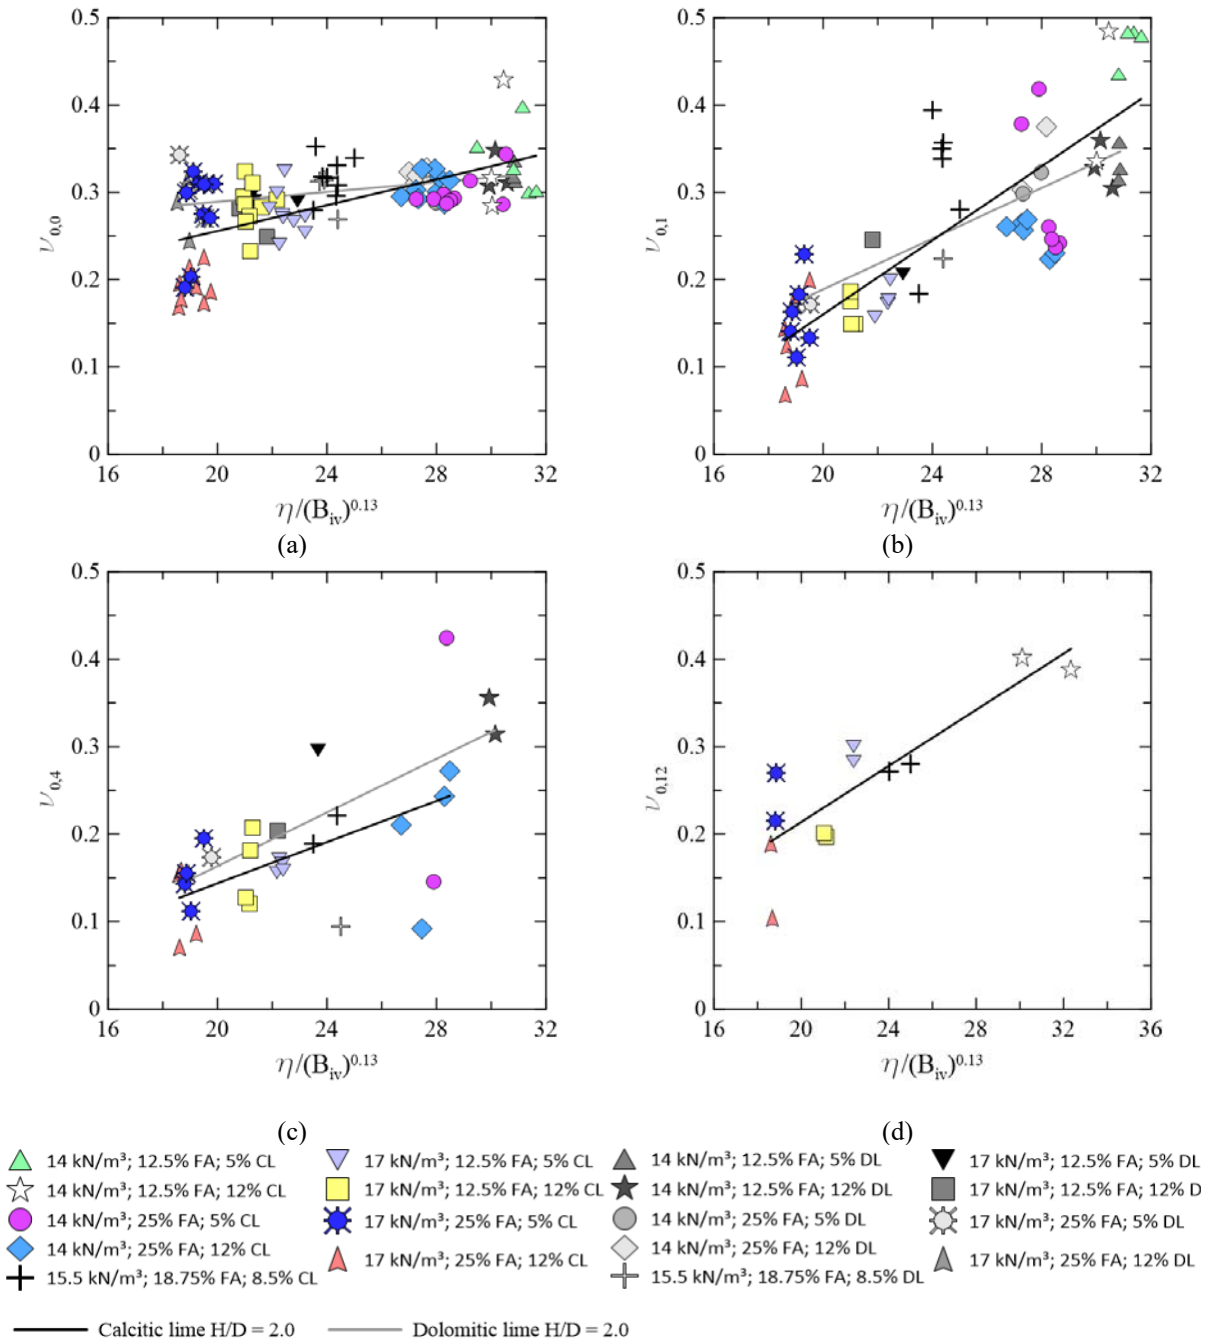 0.5 0.5
0.4 0.4
0.3 0.3
ν0,0 ν0,1
0.2 0.2
0.1 0.1
0 0
16 20 24 28 32 16 20 24 28 32
η/(Biv)0.13 η/(Biv)0.13
(a) (b)
0.5 0.5
0.4 0.4
0.3 0.3
ν0,4 ν0,12
0.2 0.2
0.1 0.1
0 0
16 20 24 28 32 16 20 24 28 32 36
η/(Biv)0.13 η/(Biv)0.13
(c) (d)
14 kN/m³; 12.5% FA; 5% CL 17 kN/m³; 12.5% FA; 5% CL 14 kN/m³; 12.5% FA; 5% DL 17 kN/m³; 12.5% FA; 5% DL
14 kN/m³; 12.5% FA; 12% CL 17 kN/m³; 12.5% FA; 12% CL 14 kN/m³; 12.5% FA; 12% DL 17 kN/m³; 12.5% FA; 12% D
14 kN/m³; 25% FA; 5% CL 17 kN/m³; 25% FA; 5% CL 14 kN/m³; 25% FA; 5% DL 17 kN/m³; 25% FA; 5% DL
14 kN/m³; 25% FA; 12% CL 17 kN/m³; 25% FA; 12% CL 14 kN/m³; 25% FA; 12% DL 17 kN/m³; 25% FA; 12% DL
15.5 kN/m³; 18.75% FA; 8.5% CL 15.5 kN/m³; 18.75% FA; 8.5% DL
Calcitic lime H/D = 2.0 Dolomitic lime H/D = 2.0